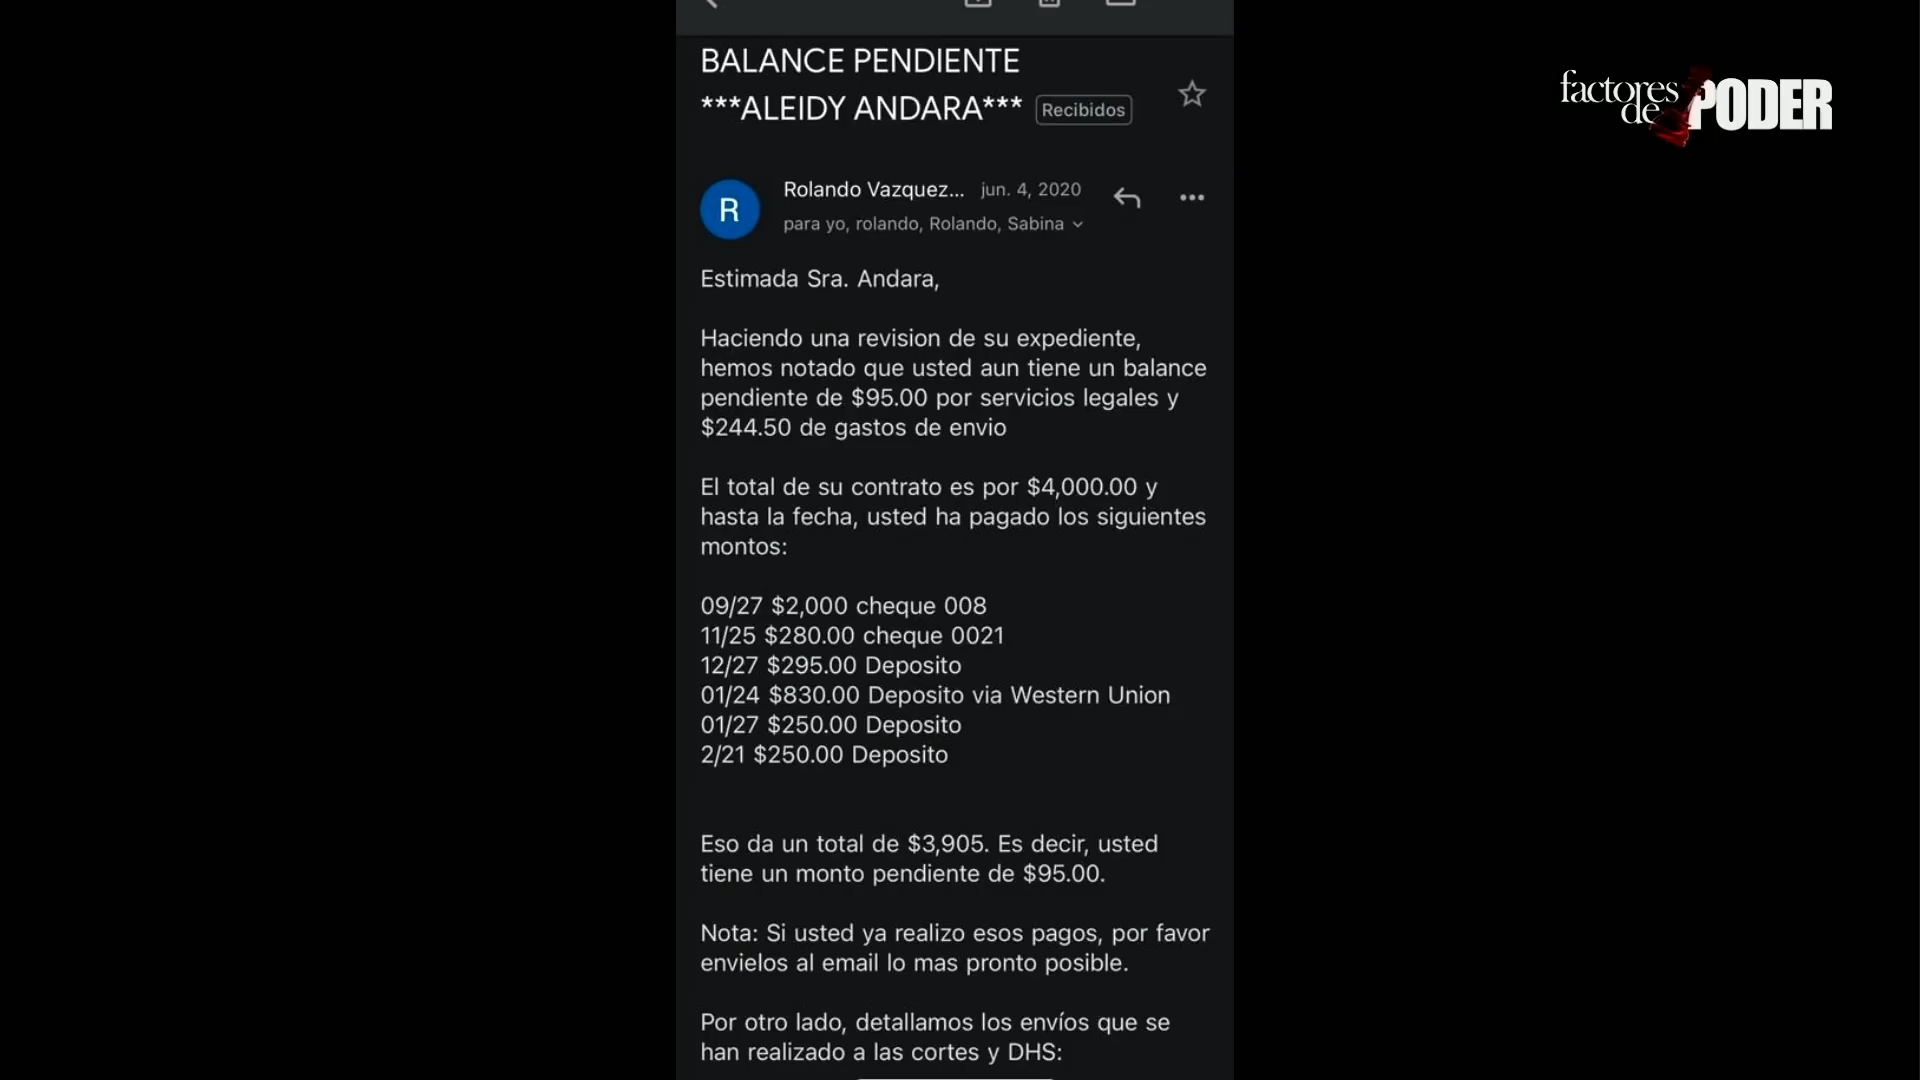 BALANCE PENDIENTE
***ALEIDY ANDARA*** Recibidos
factores
de PODER
R
Rolando Vazquez... jun. 4, 2020
para yo, rolando, Rolando, Sabina
Estimada Sra. Andara,
Haciendo una revision de su expediente,
hemos notado que usted aun tiene un balance
pendiente de $95.00 por servicios legales y
$244.50 de gastos de envio
El total de su contrato es por $4,000.00 y
hasta la fecha, usted ha pagado los siguientes
montos:
09/27 $2,000 cheque 008
11/25 $280.00 cheque 0021
12/27 $295.00 Deposito
01/24 $830.00 Deposito via Western Union
01/27 $250.00 Deposito
2/21 $250.00 Deposito
Eso da un total de $3,905. Es decir, usted
tiene un monto pendiente de $95.00.
Nota: Si usted ya realizo esos pagos, por favor
envielos al email lo mas pronto posible.
Por otro lado, detallamos los envíos que se
han realizado a las cortes y DHS: